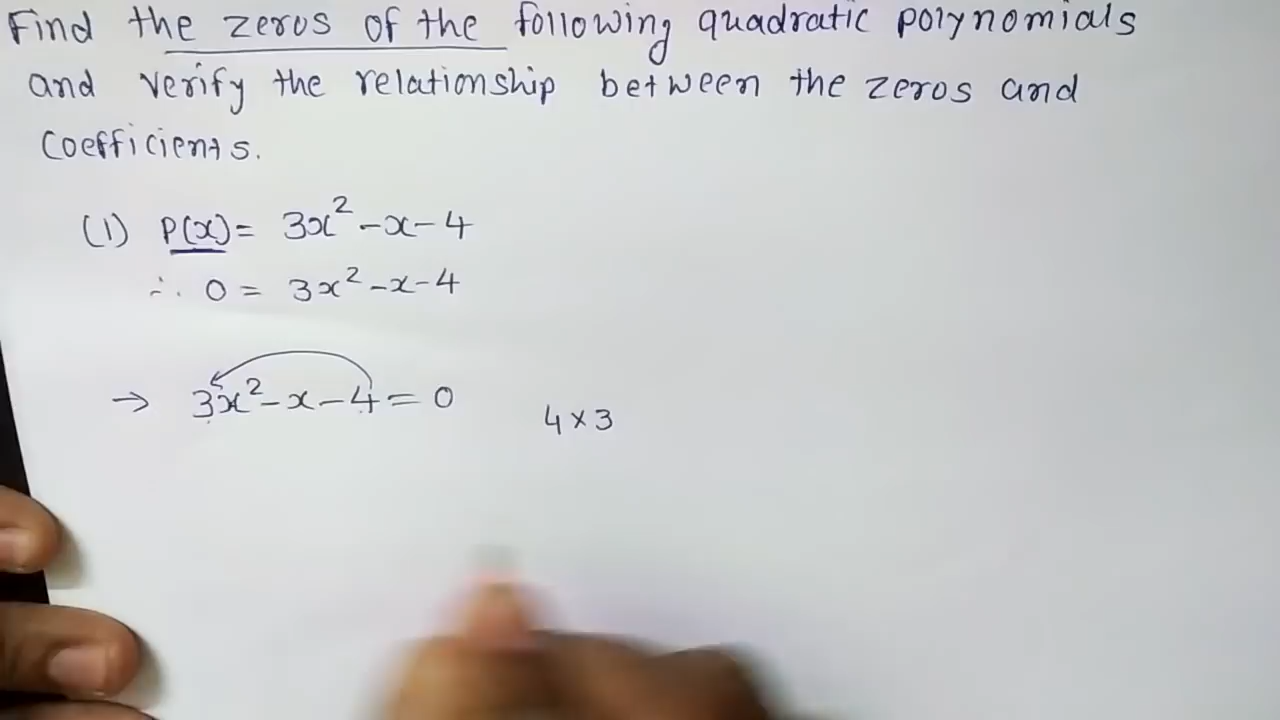 Find the zeros of the following quadratic polynomials
and verify the relationship between the zeros and
coefficients.
(1) P(x) = 3x² - x - 4
∴ 0 = 3x² - x - 4
→ 3x² - x - 4 = 0
4 × 3